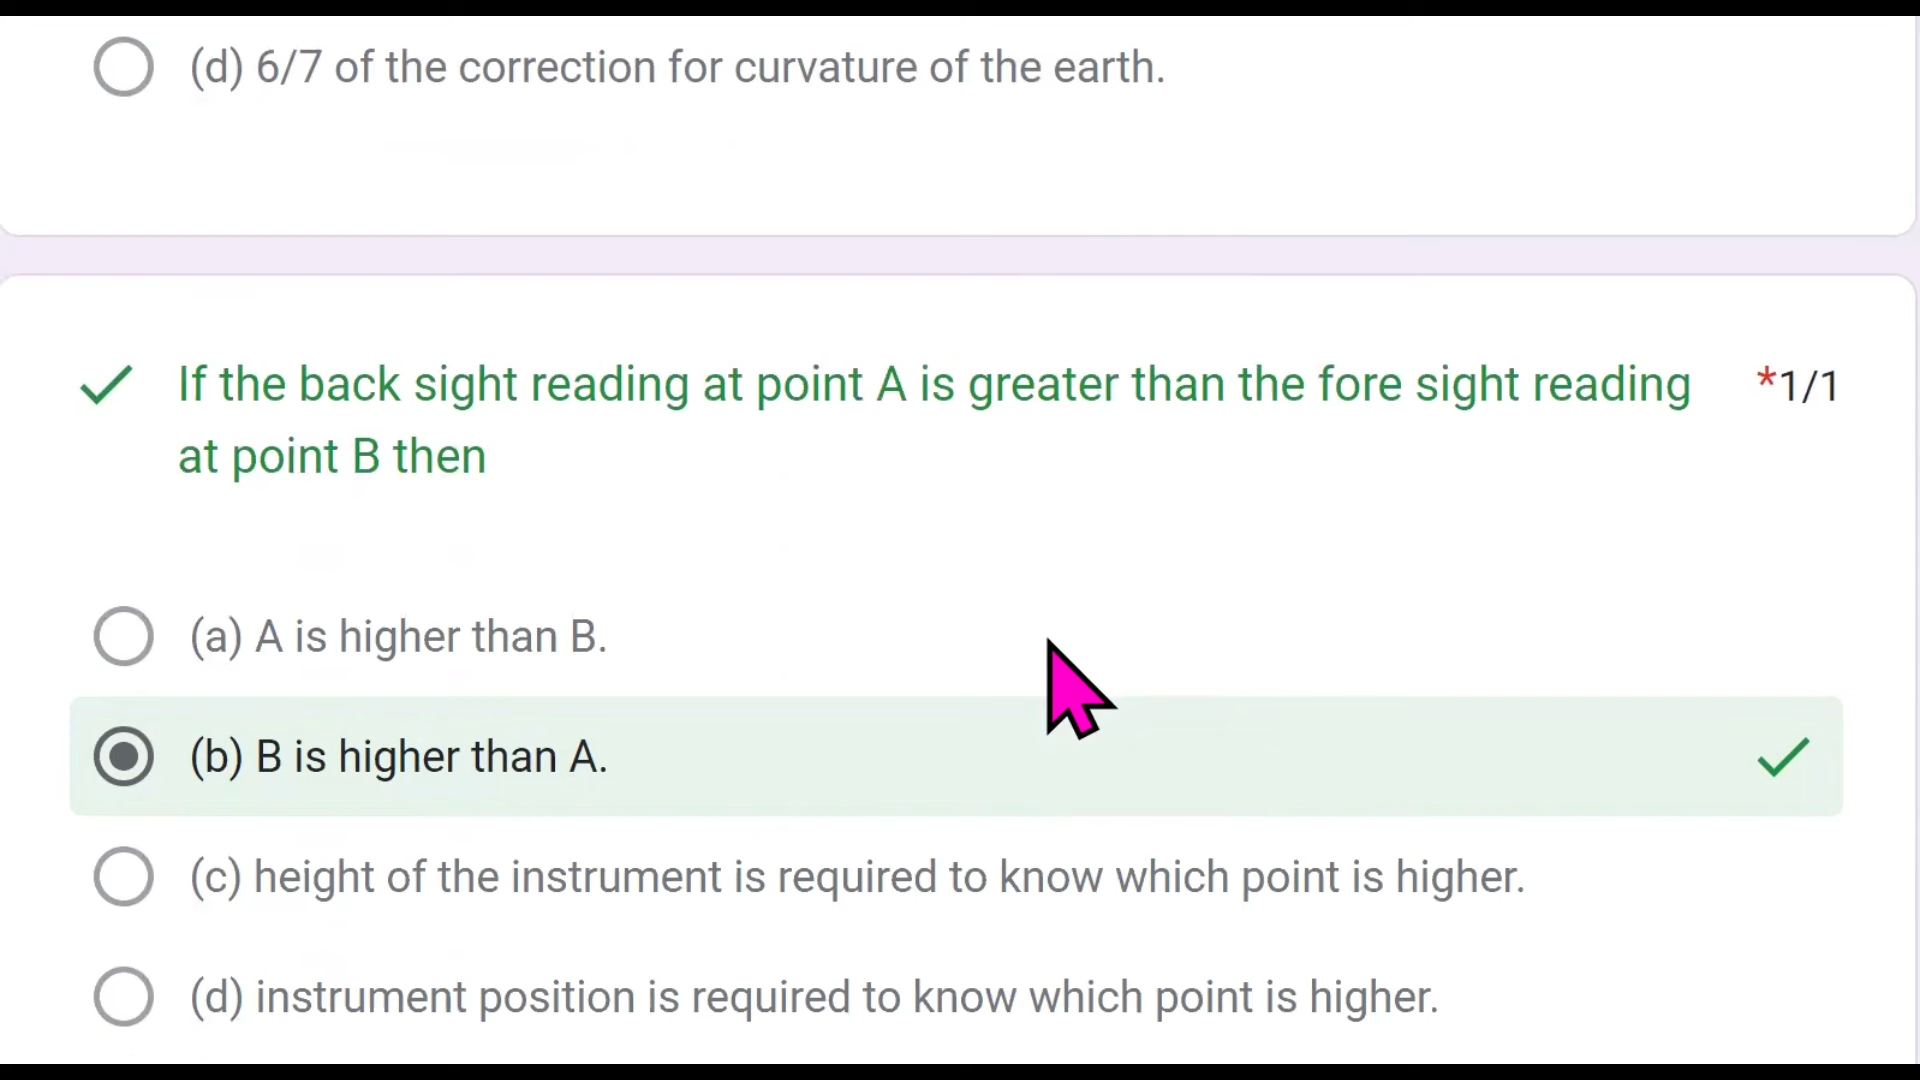 (d) 6/7 of the correction for curvature of the earth.
If the back sight reading at point A is greater than the fore sight reading *1/1
at point B then
(a) A is higher than B.
(b) B is higher than A.
(c) height of the instrument is required to know which point is higher.
(d) instrument position is required to know which point is higher.